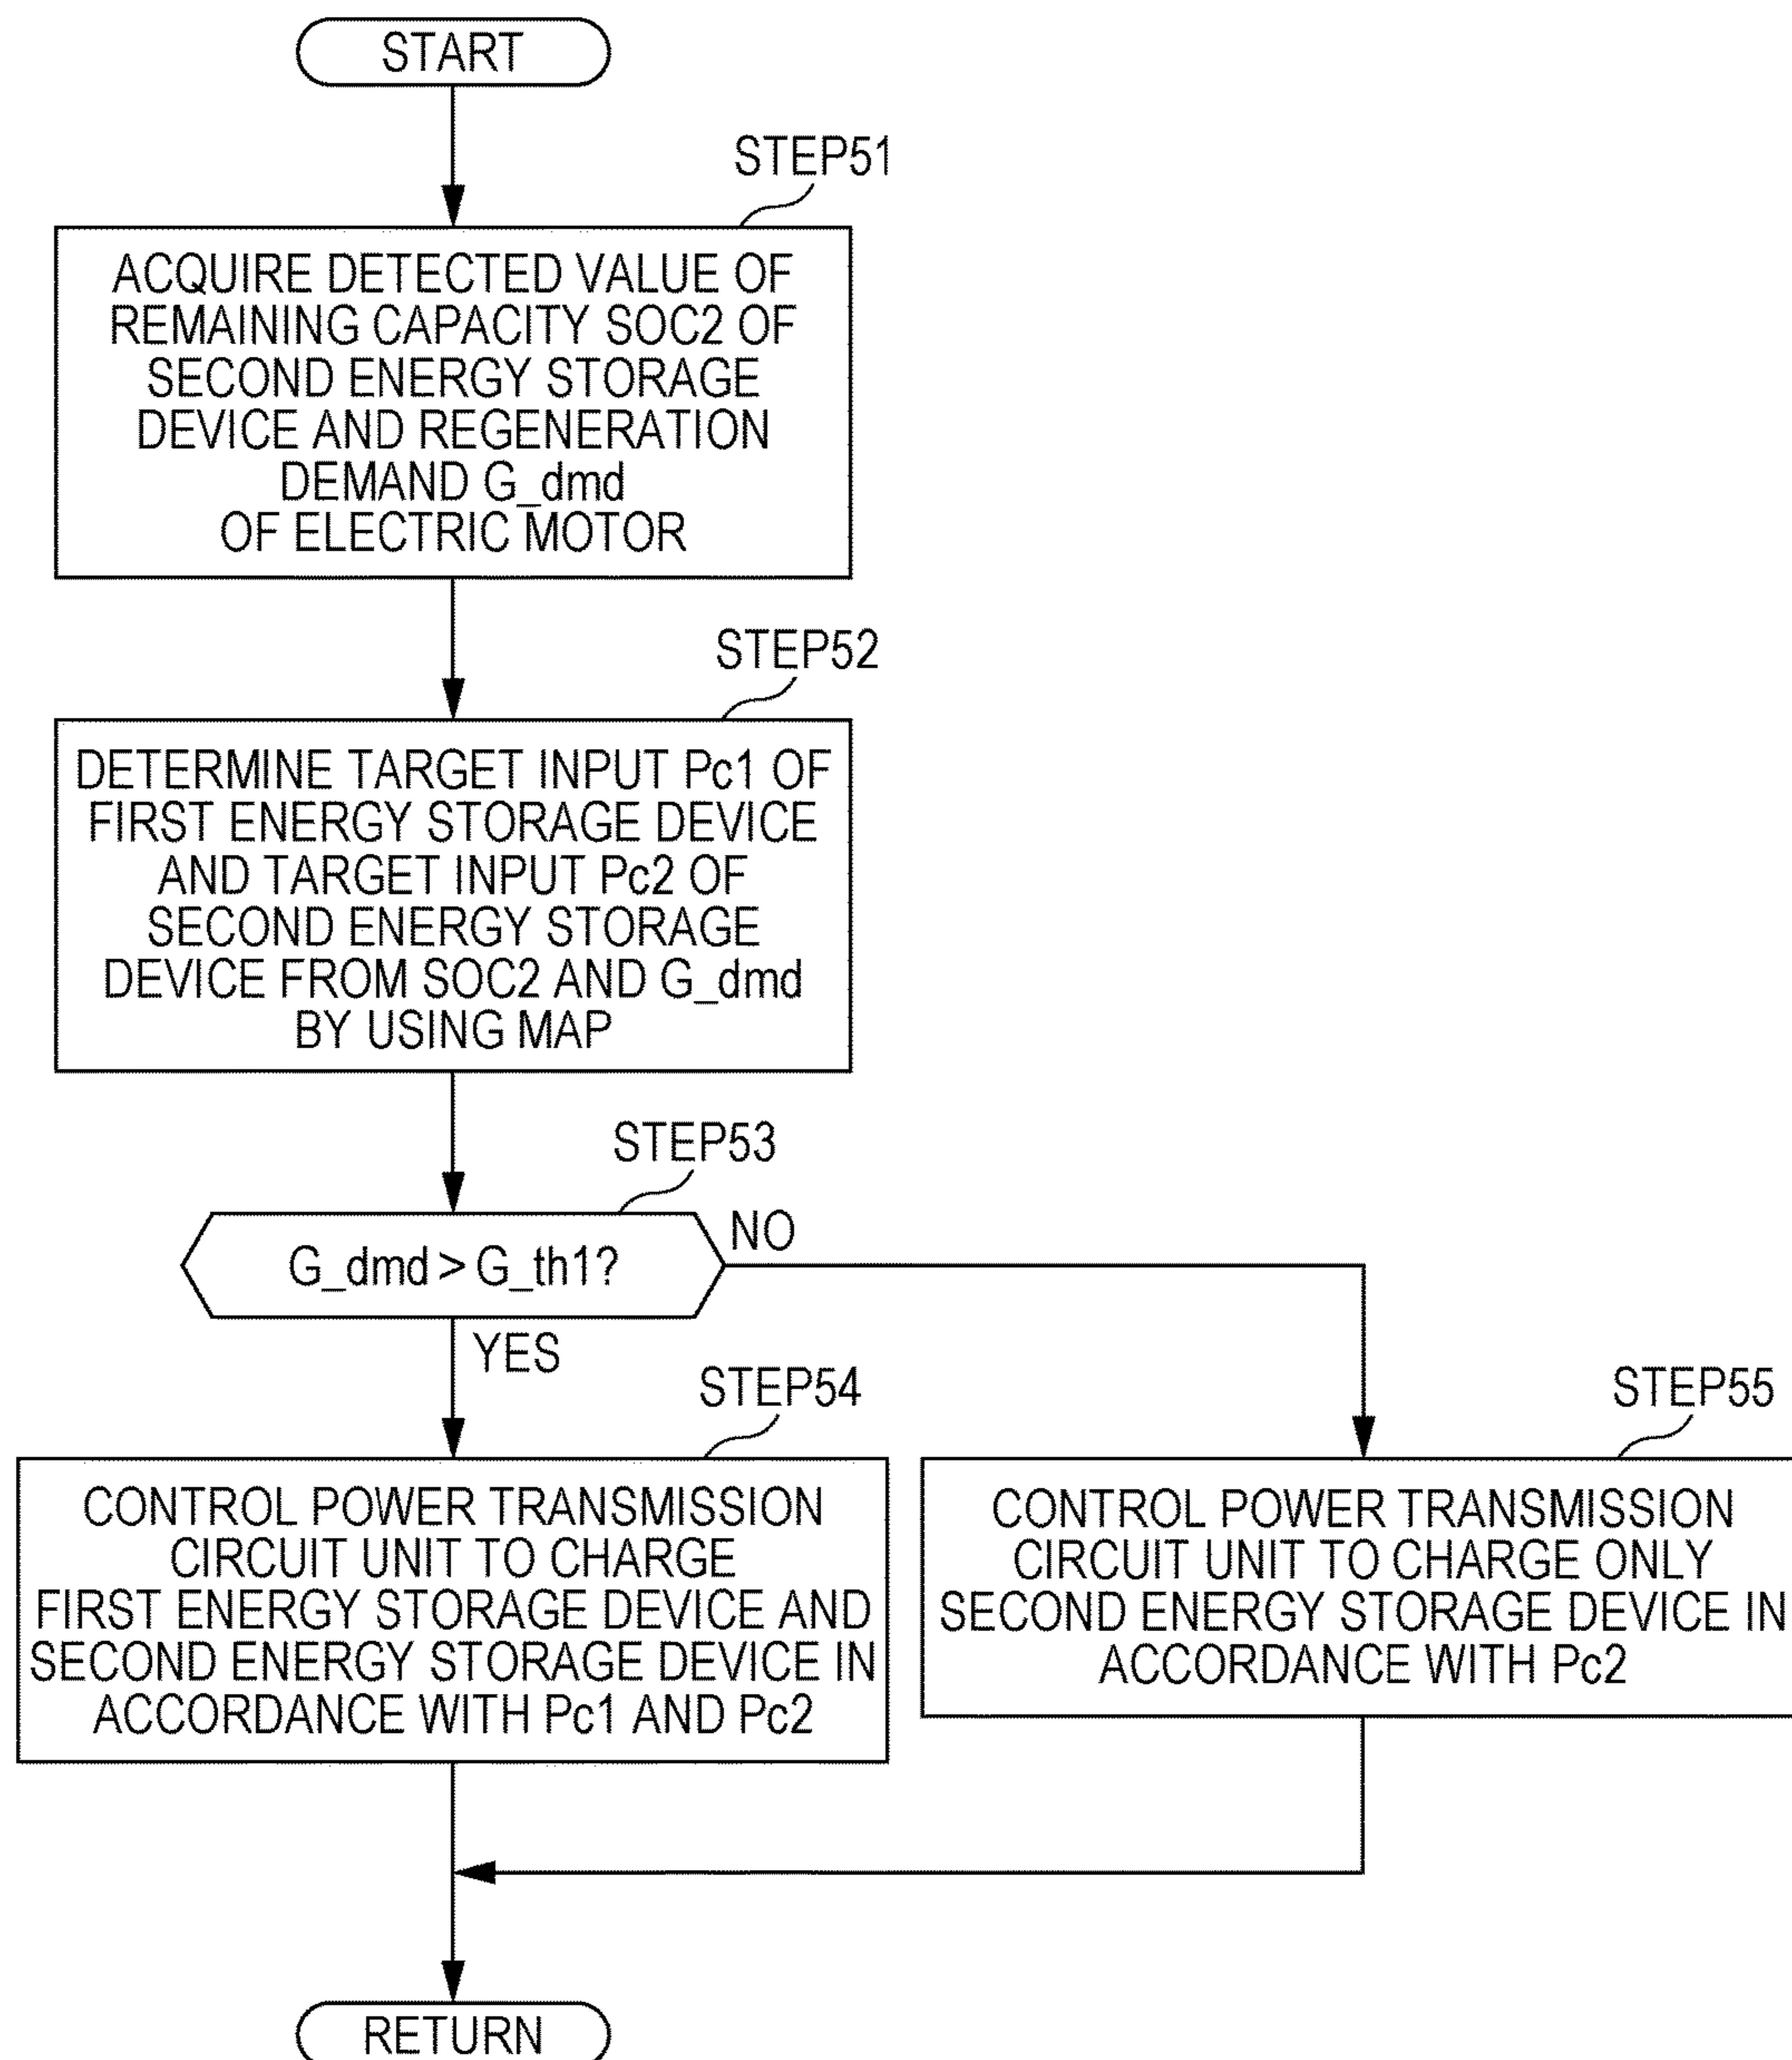 START
STEP51
ACQUIRE DETECTED VALUE OF
REMAINING CAPACITY SOC2 OF
SECOND ENERGY STORAGE
DEVICE AND REGENERATION
DEMAND G_dmd
OF ELECTRIC MOTOR
STEP52
DETERMINE TARGET INPUT Pc1 OF
FIRST ENERGY STORAGE DEVICE
AND TARGET INPUT Pc2 OF
SECOND ENERGY STORAGE
DEVICE FROM SOC2 AND G_dmd
BY USING MAP
STEP53
G_dmd > G_th1?
NO
YES
STEP54
CONTROL POWER TRANSMISSION
CIRCUIT UNIT TO CHARGE
FIRST ENERGY STORAGE DEVICE AND
SECOND ENERGY STORAGE DEVICE IN
ACCORDANCE WITH Pc1 AND Pc2
STEP55
CONTROL POWER TRANSMISSION
CIRCUIT UNIT TO CHARGE ONLY
SECOND ENERGY STORAGE DEVICE IN
ACCORDANCE WITH Pc2
RETURN